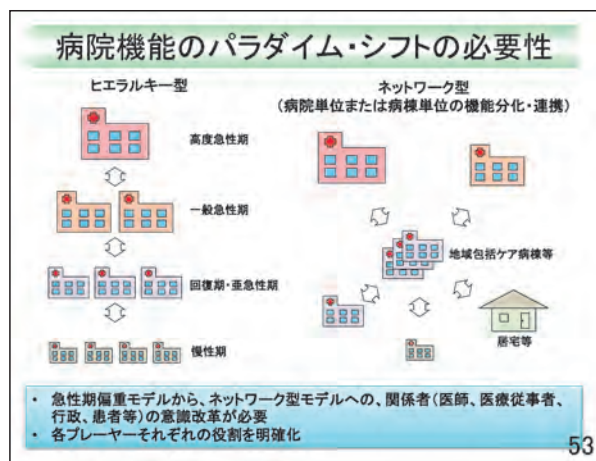 病院機能のパラダイム・シフトの必要性
ヒエラルキー型
高度急性期
一般急性期
回復期・亜急性期
慢性期
ネットワーク型
(病院単位または病棟単位の機能分化・連携)
地域包括ケア病棟等
居宅等
・ 急性期偏重モデルから、ネットワーク型モデルへの、関係者(医師、医療従事者、
行政、患者等)の意識改革が必要
・ 各プレーヤーそれぞれの役割を明確化
53